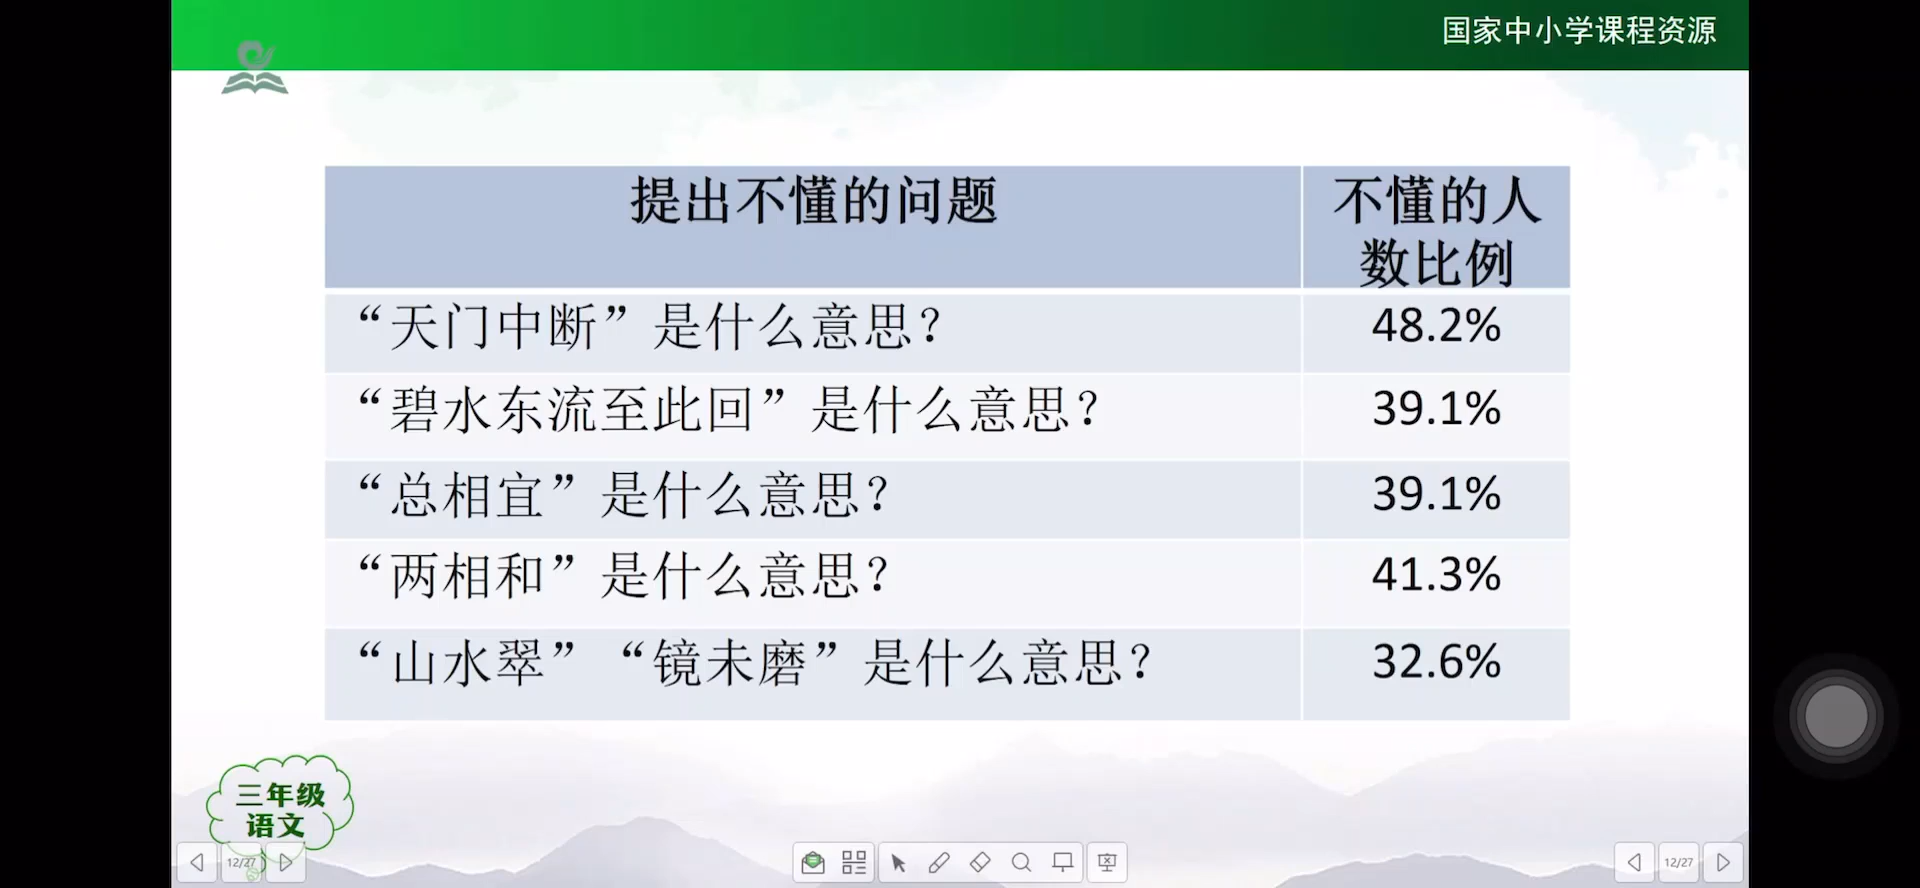 国家中小学课程资源
提出不懂的问题
不懂的人
数比例
“天门中断”是什么意思？
48.2%
“碧水东流至此回”是什么意思？
39.1%
“总相宜”是什么意思？
39.1%
“两相和”是什么意思？
41.3%
“山水翠”“镜未磨”是什么意思？
32.6%
三年级
语文
12/27
12/27